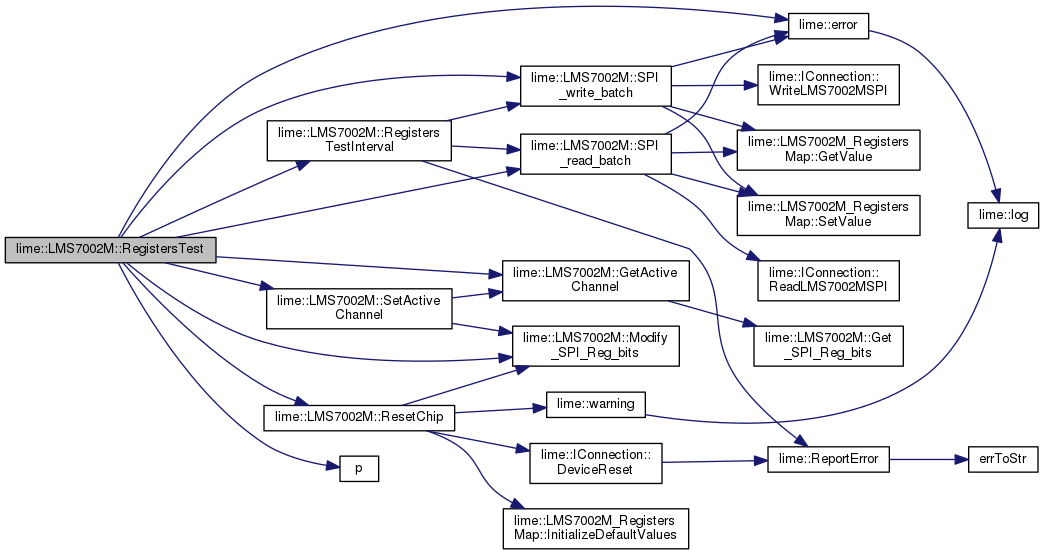 lime::error
lime::LMS7002M::SPI
_write_batch
lime::IConnection::
WriteLMS7002MSPI
lime::LMS7002M::Registers
TestInterval
lime::LMS7002M::SPI
_read_batch
lime::LMS7002M_Registers
Map::GetValue
lime::LMS7002M_Registers
Map::SetValue
lime::log
lime::LMS7002M::RegistersTest
lime::LMS7002M::GetActive
Channel
lime::IConnection::
ReadLMS7002MSPI
lime::LMS7002M::SetActive
Channel
lime::LMS7002M::Modify
_SPI_Reg_bits
lime::LMS7002M::Get
_SPI_Reg_bits
lime::LMS7002M::ResetChip
lime::warning
p
lime::IConnection::
DeviceReset
lime::ReportError
errToStr
lime::LMS7002M_Registers
Map::InitializeDefaultValues